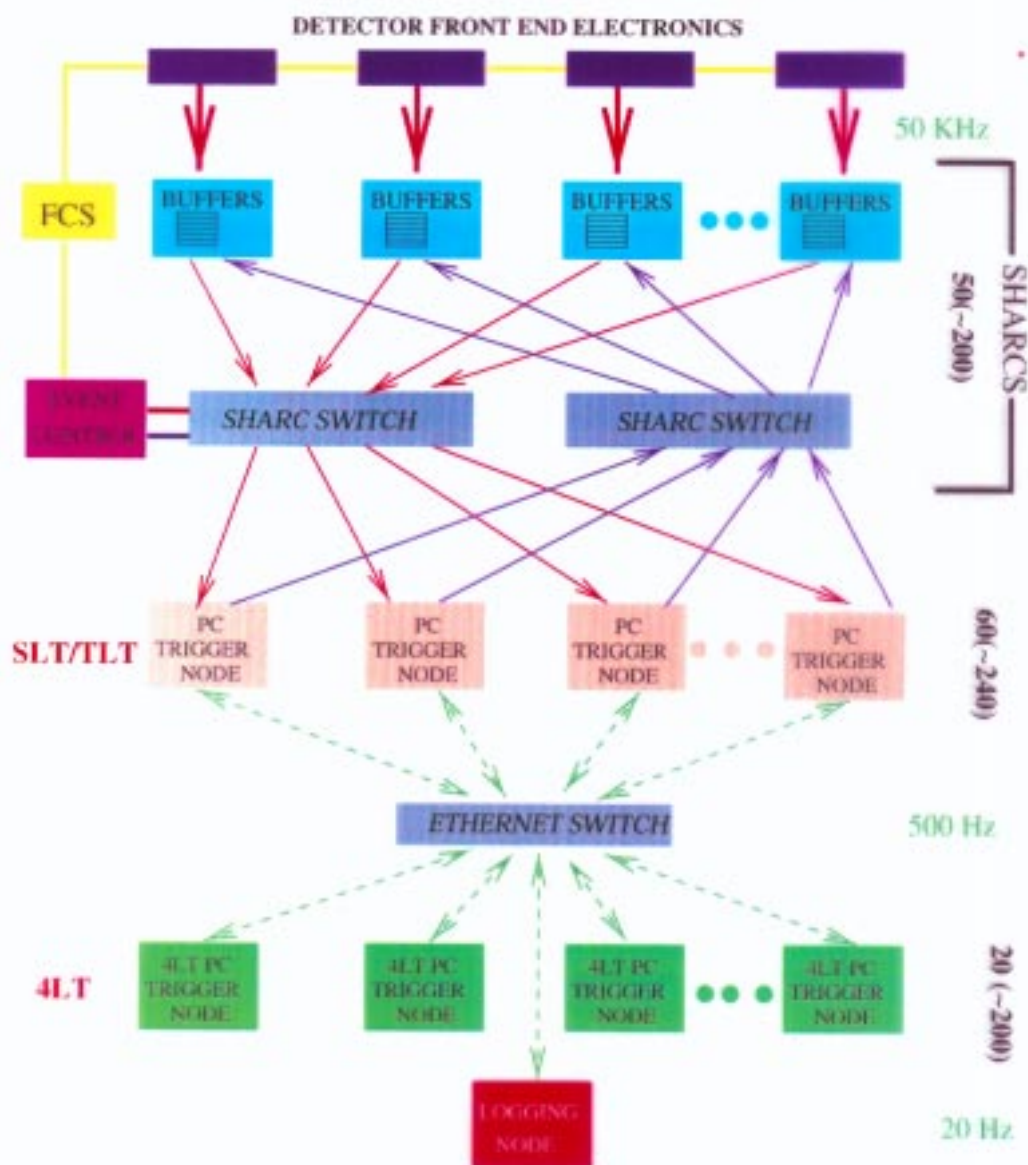 DETECTOR FRONT END ELECTRONICS
50 KHz
FCS
BUFFERS
BUFFERS
BUFFERS
BUFFERS
SHARCS
50(~200)
EVENT
SHARC SWITCH
SHARC SWITCH
SLT/TLT
PC
TRIGGER
NODE
PC
TRIGGER
NODE
PC
TRIGGER
NODE
PC
TRIGGER
NODE
60(~240)
ETHERNET SWITCH
500 Hz
4LT
4LT PC
TRIGGER
NODE
4LT PC
TRIGGER
NODE
4LT PC
TRIGGER
NODE
4LT PC
TRIGGER
NODE
20 (~200)
LOGGING
NODE
20 Hz